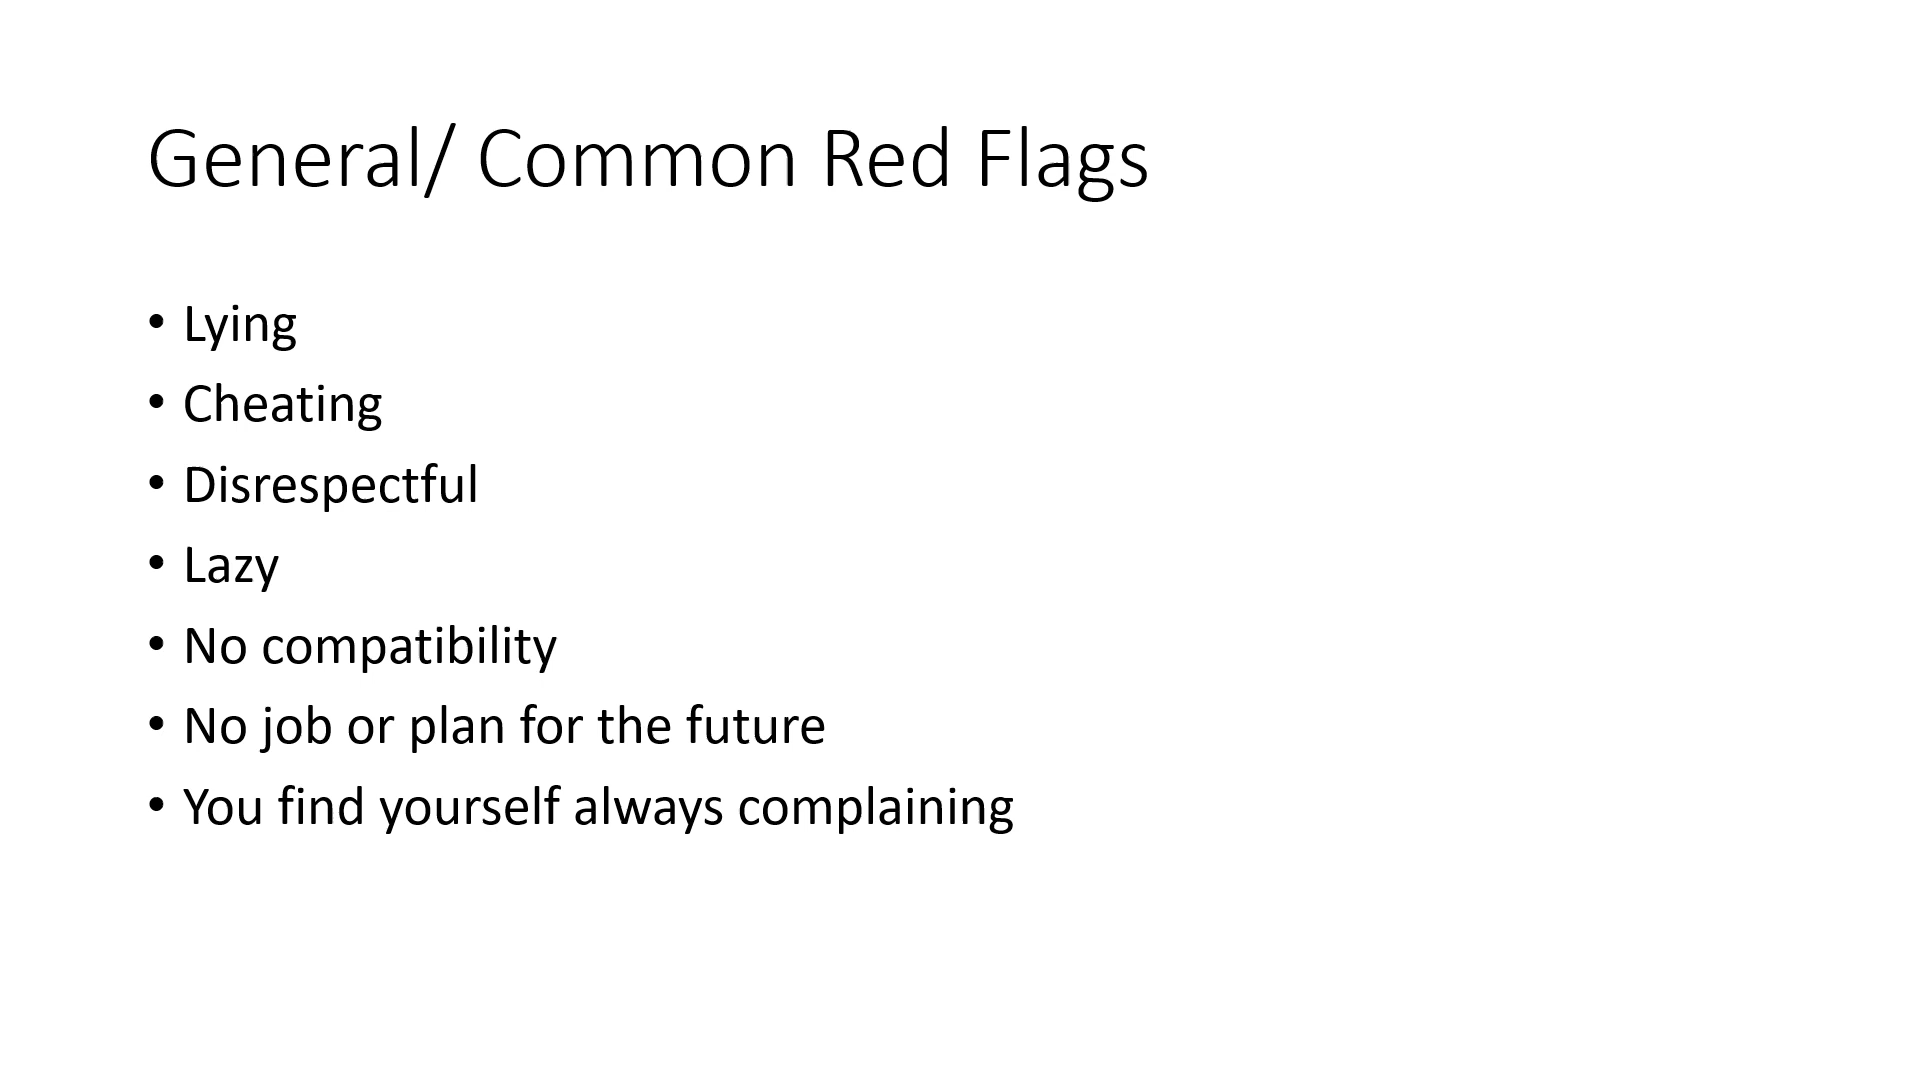 General/ Common Red Flags
• Lying
• Cheating
• Disrespectful
• Lazy
• No compatibility
• No job or plan for the future
• You find yourself always complaining